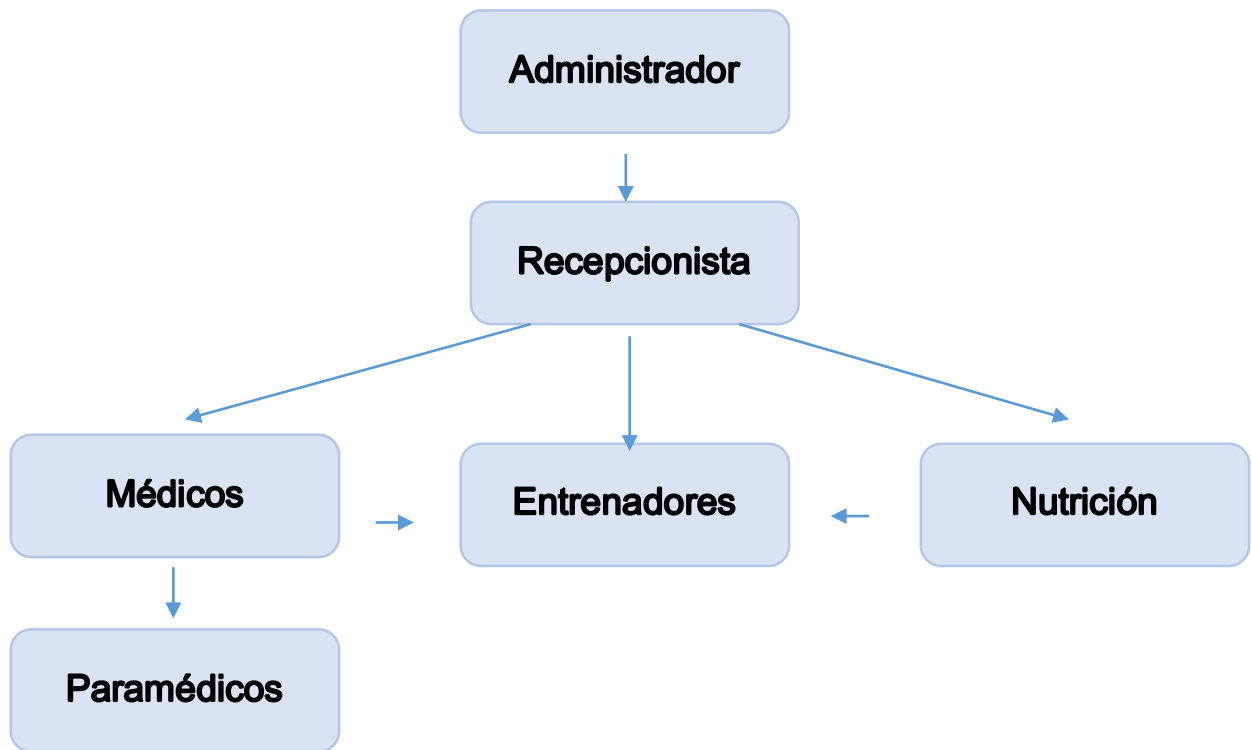 Administrador
Recepcionista
Médicos
Entrenadores
Nutrición
Paramédicos